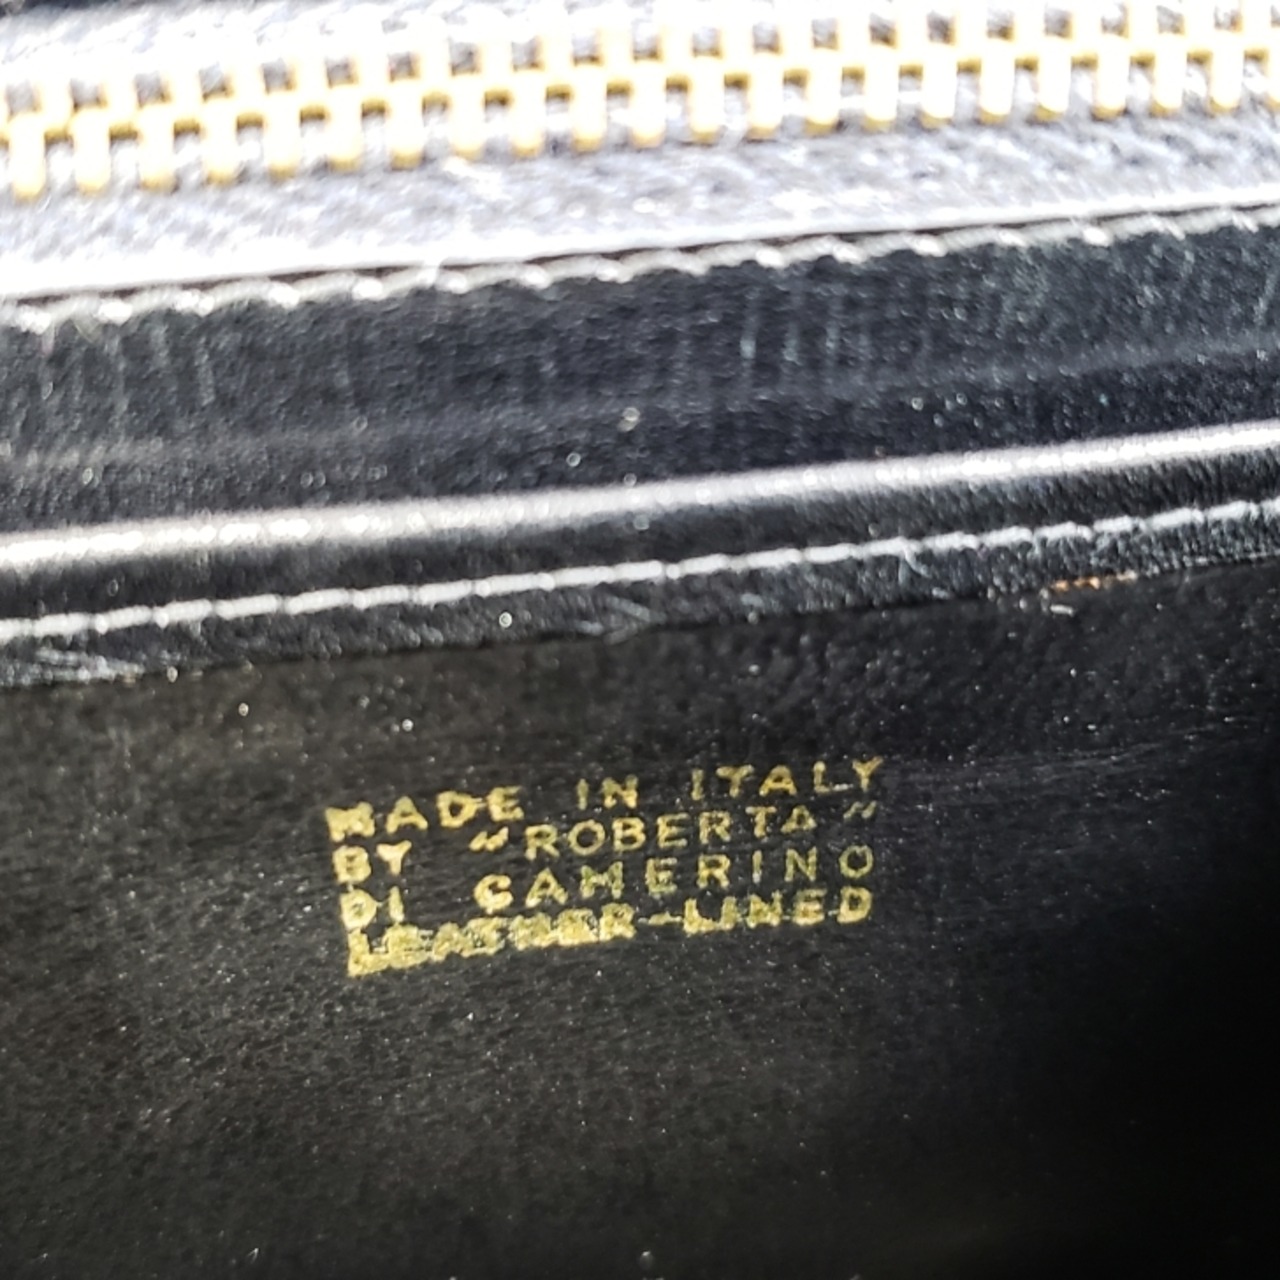 MADE IN ITALY
BY "ROBERTA"
DI CAMERINO
LEATHER-LINED